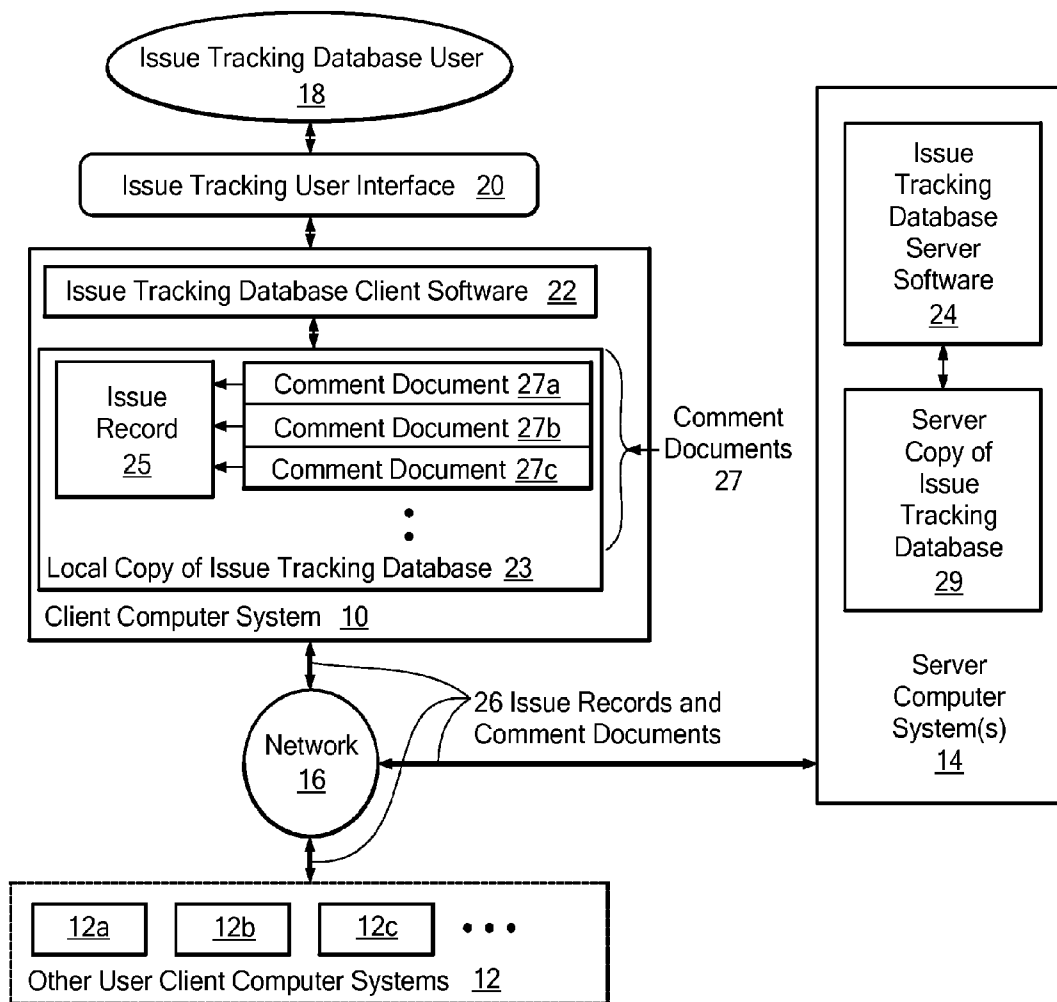 Issue Tracking Database User
18
Issue Tracking User Interface 20
Issue Tracking Database Client Software 22
Issue
Record
25
Comment Document 27a
Comment Document 27b
Comment Document 27c
Comment
Documents
27
Local Copy of Issue Tracking Database 23
Client Computer System 10
Issue
Tracking
Database
Server
Software
24
Server
Copy of
Issue
Tracking
Database
29
Server
Computer
System(s)
14
26 Issue Records and
Comment Documents
Network
16
12a
12b
12c
Other User Client Computer Systems 12